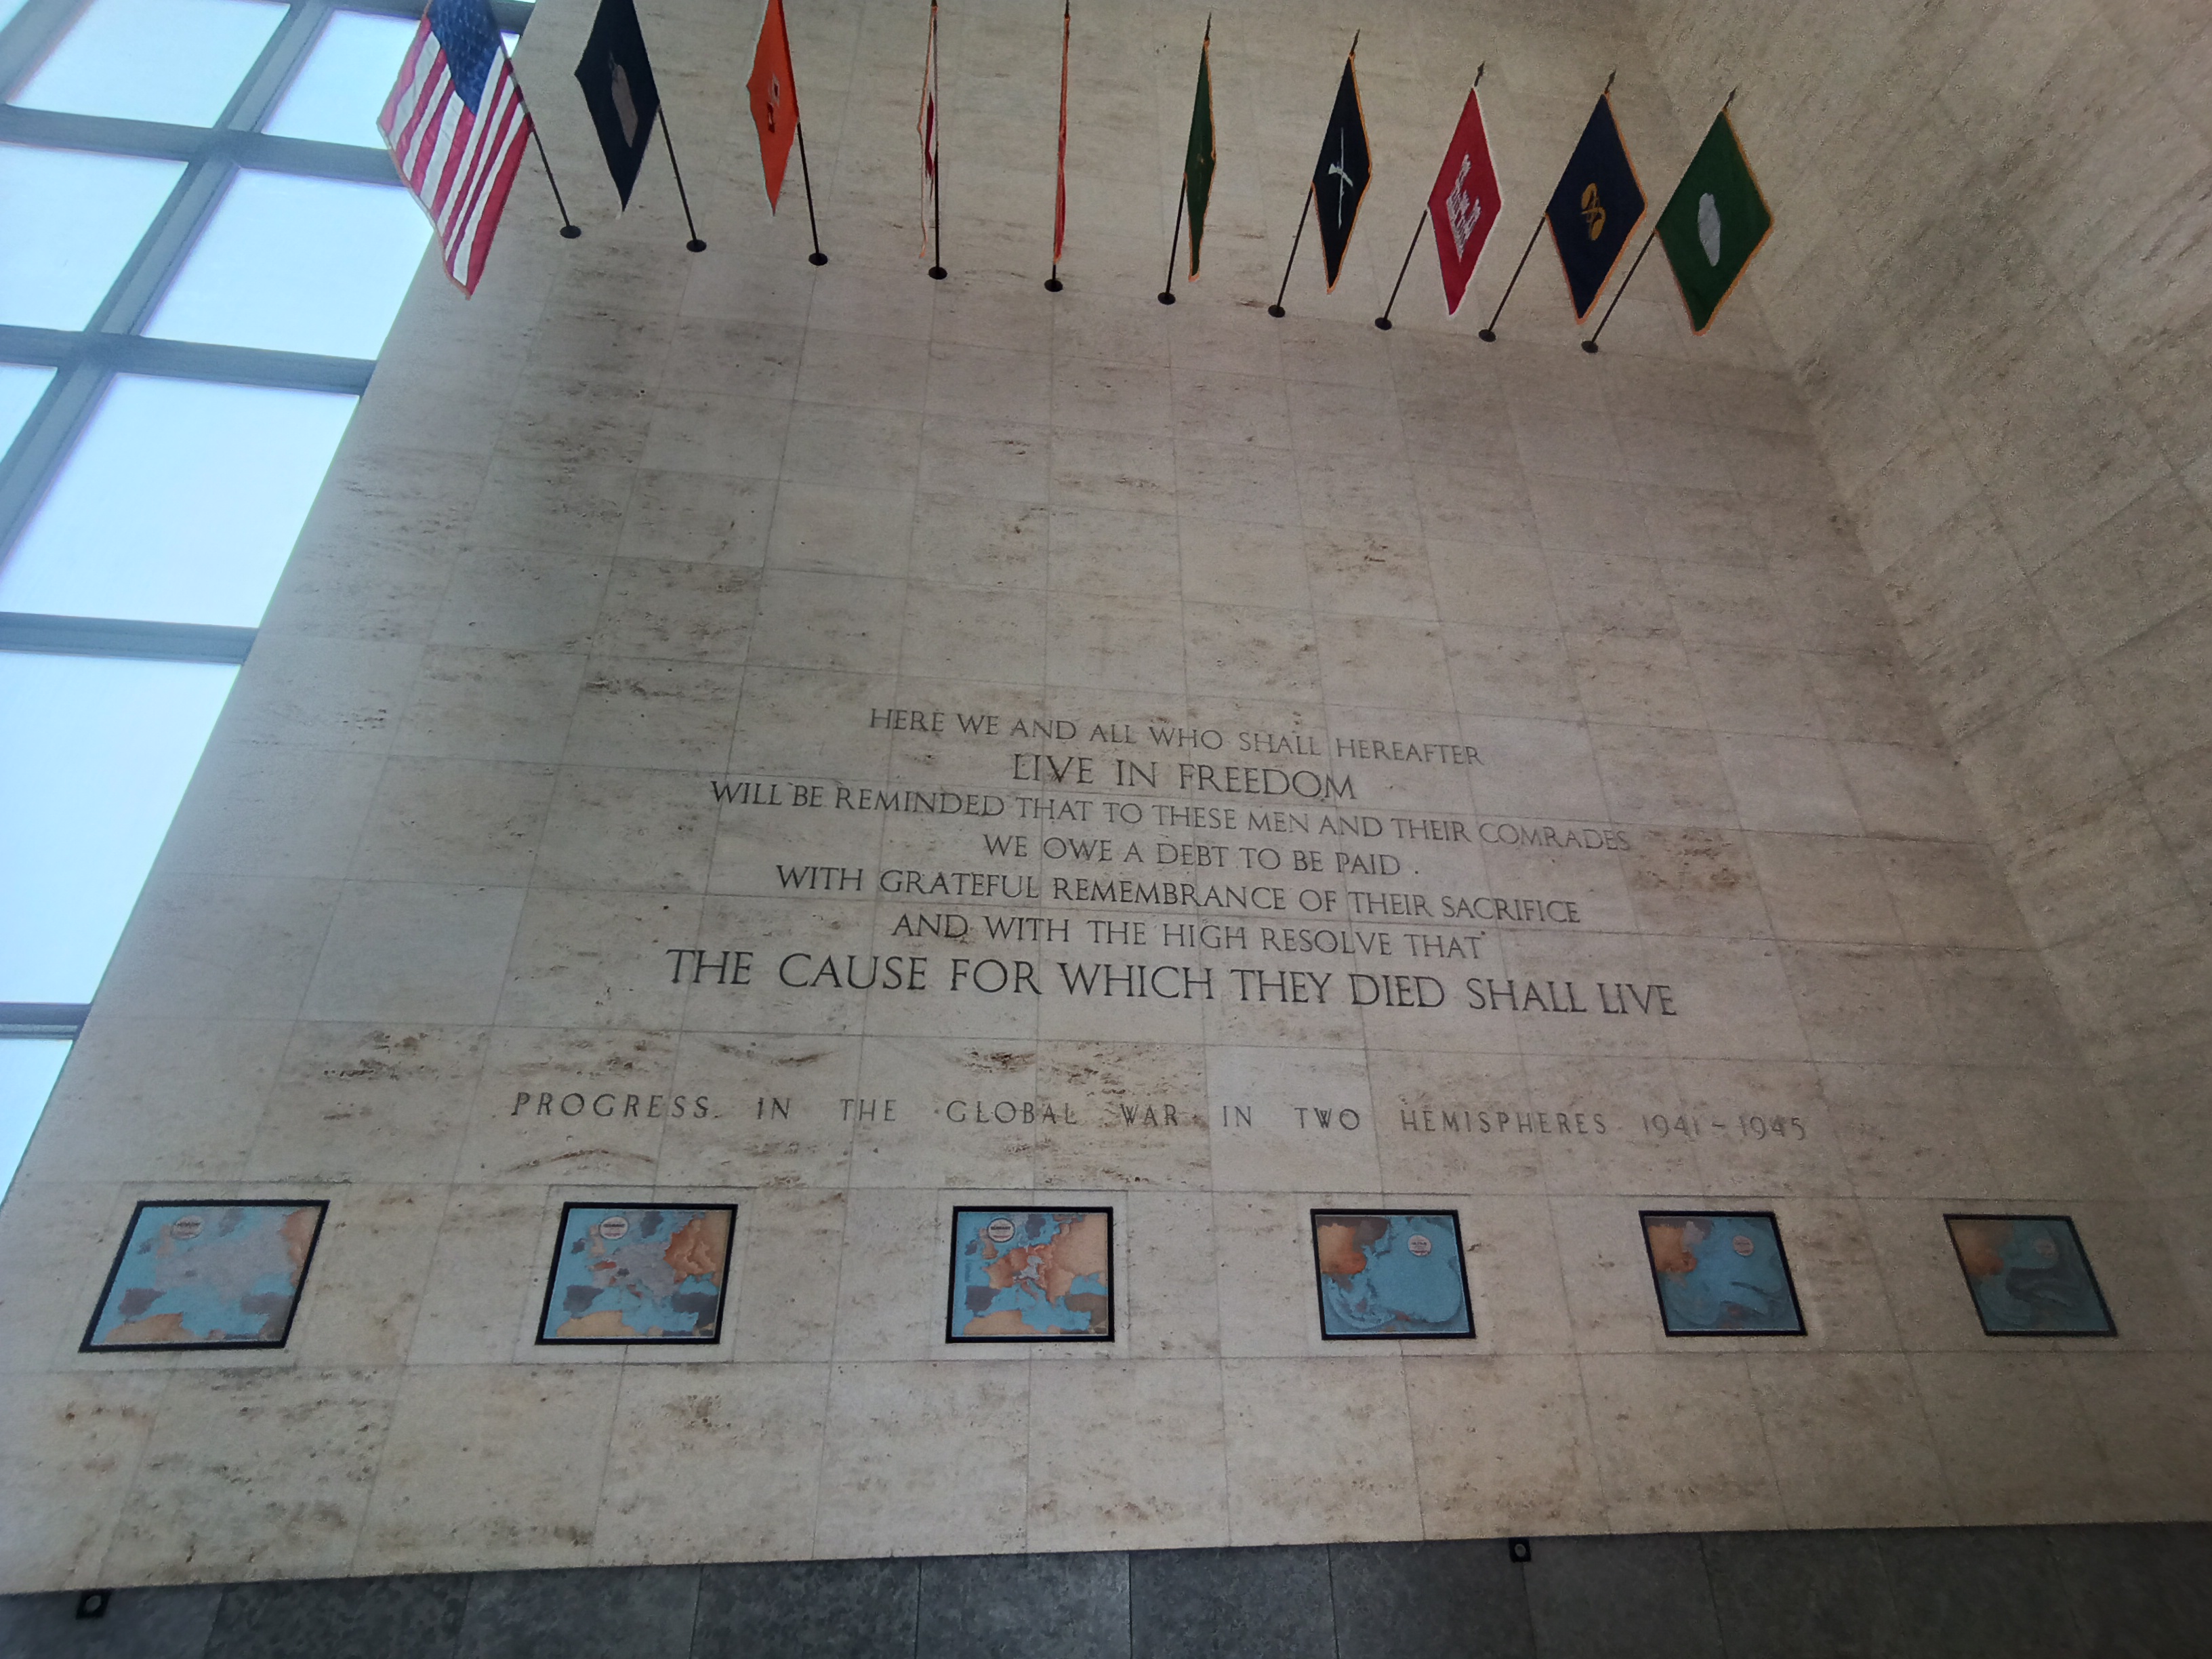 HERE WE AND ALL WHO SHALL HEREAFTER
LIVE IN FREEDOM
WILL BE REMINDED THAT TO THESE MEN AND THEIR COMRADES
WE OWE A DEBT TO BE PAID
WITH GRATEFUL REMEMBRANCE OF THEIR SACRIFICE
AND WITH THE HIGH RESOLVE THAT
THE CAUSE FOR WHICH THEY DIED SHALL LIVE
PROGRESS IN THE GLOBAL WAR IN TWO HEMISPHERES 1941-1945